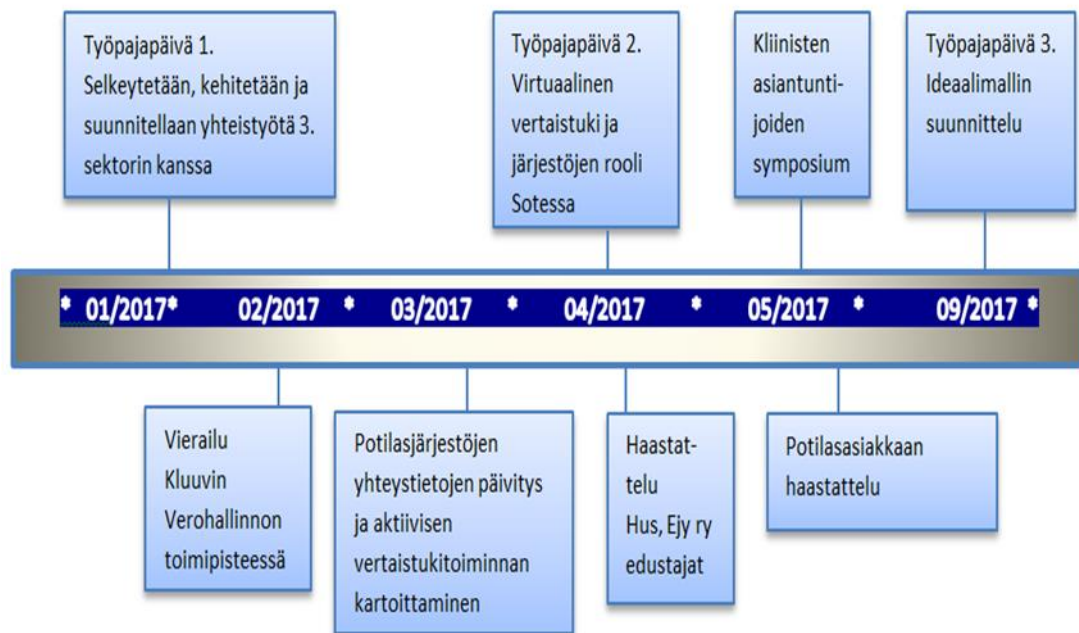 Työpajapäivä 1.
Selkeytetään, kehitetään ja
suunnitellaan yhteistyötä 3.
sektorin kanssa
Työpajapäivä 2.
Virtuaalinen
vertaistuki ja
järjestöjen rooli
Sotessa
Kliinisten
asiantunti-
joiden
symposium
Työpajapäivä 3.
Ideaalimallin
suunnittelu
* 01/2017* 02/2017 * 03/2017 * 04/2017 * 05/2017 * 09/2017 *
Vierailu
Kluuvin
Verohallinnon
toimipisteessä
Potilasjärjestöjen
yhteystietojen päivitys
ja aktiivisen
vertaistukitoiminnan
kartoittaminen
Haastat-
telu
Hus, Ejy ry
edustajat
Potilasasiakkaan
haastattelu